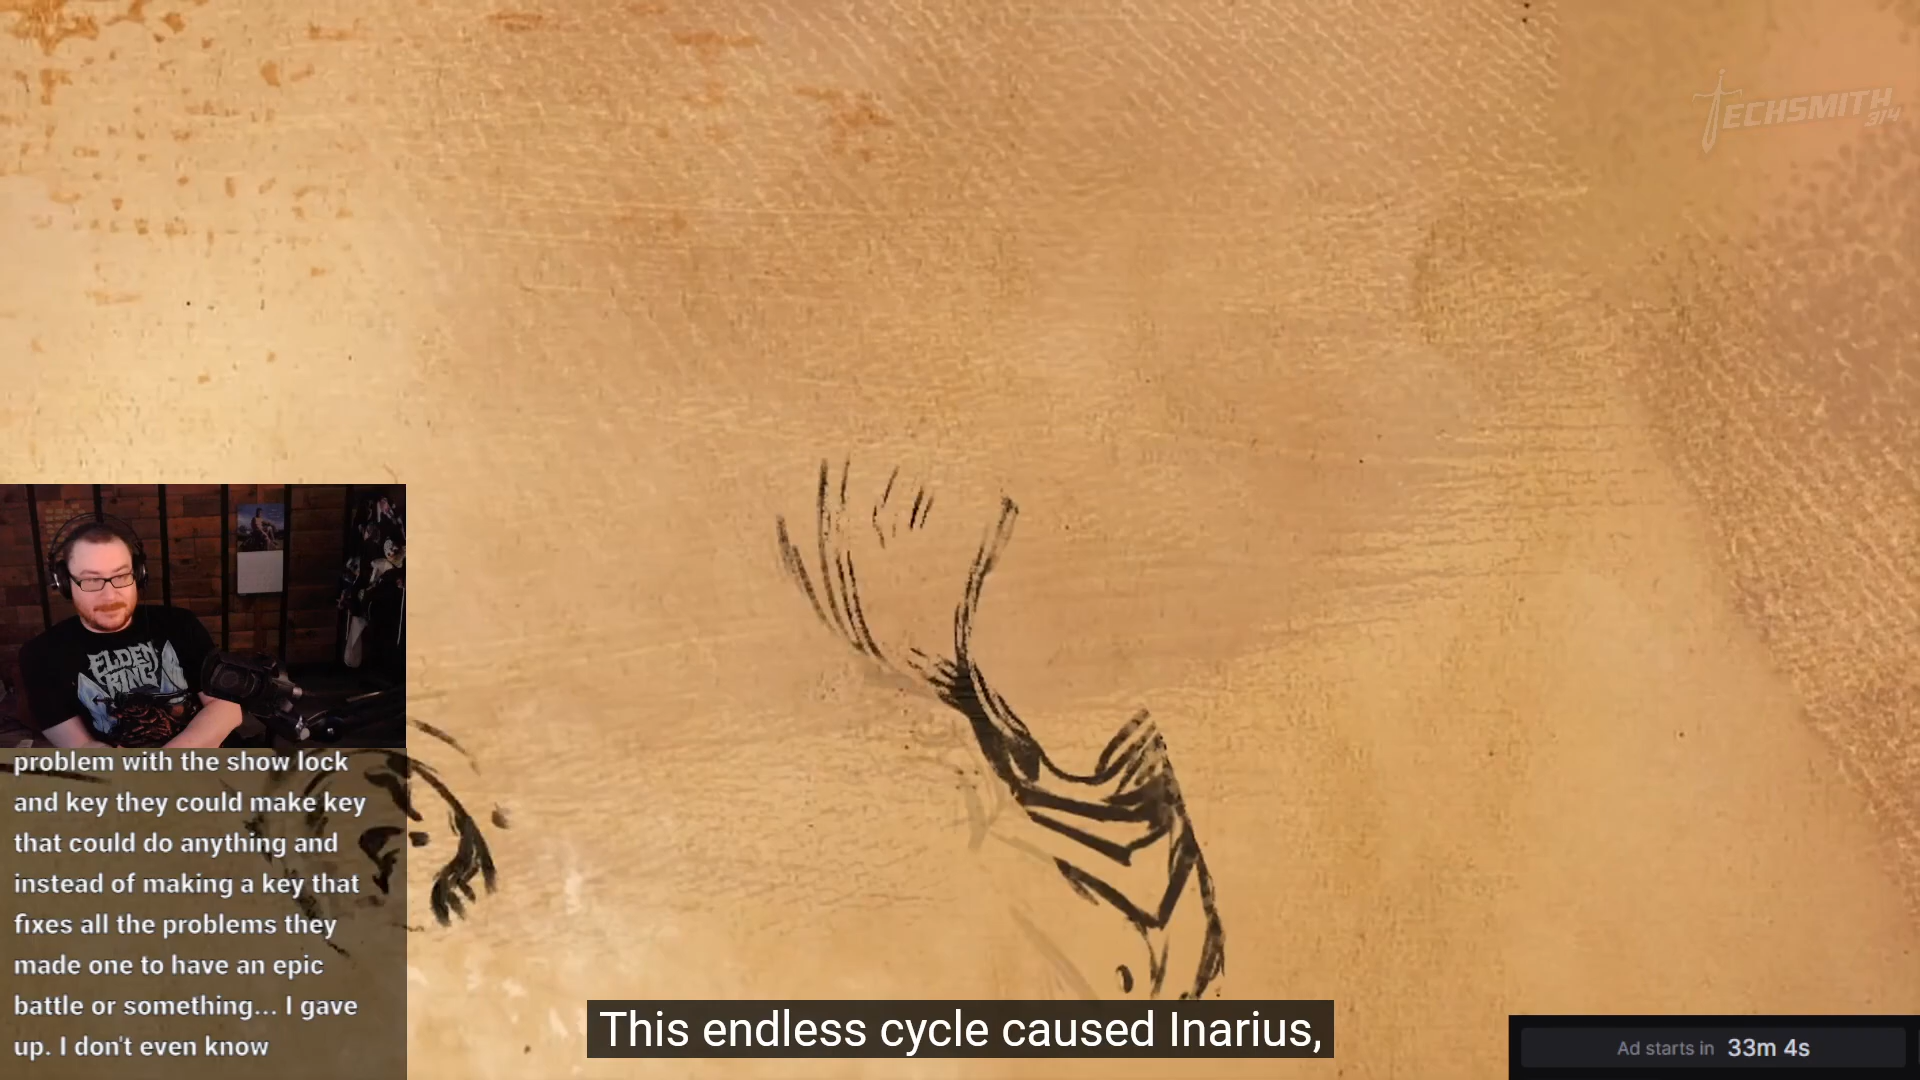 TECHSMITH
314
ELDEN
RING
problem with the show lock
and key they could make key
that could do anything and
instead of making a key that
fixes all the problems they
made one to have an epic
battle or something... I gave
up. I don't even know
This endless cycle caused Inarius,
Ad starts in 33m 4s